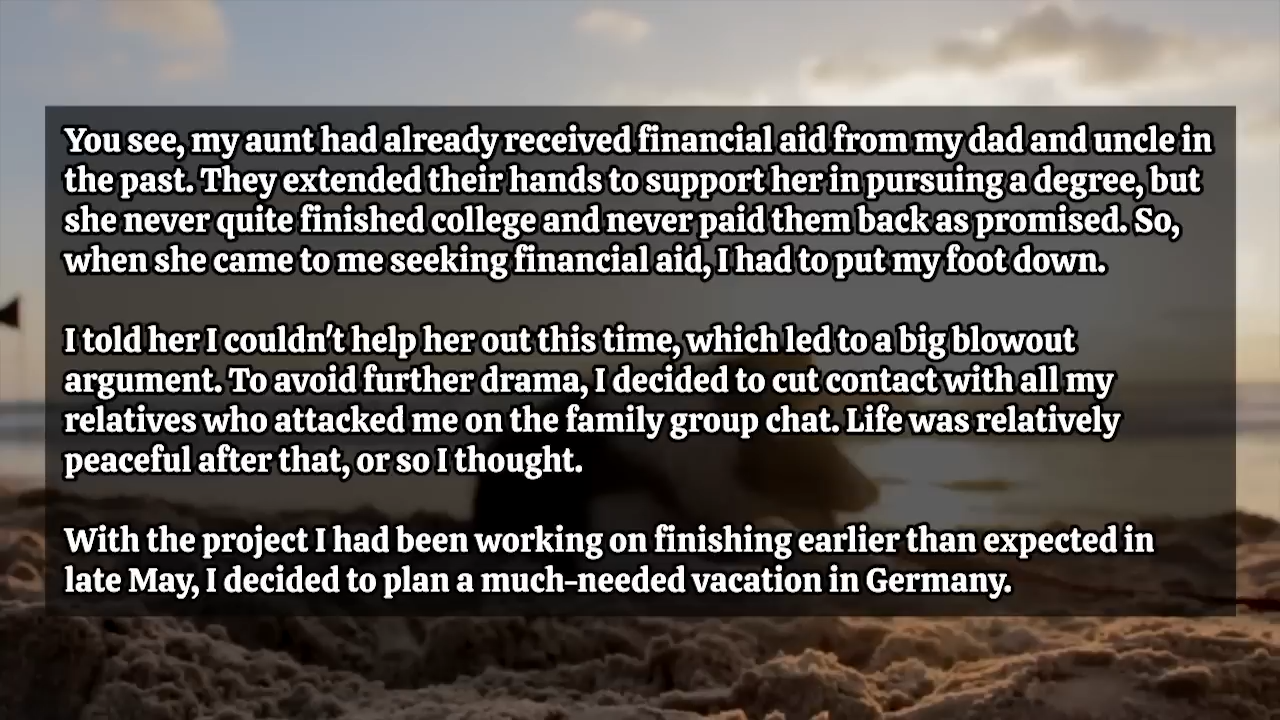 You see, my aunt had already received financial aid from my dad and uncle in
the past. They extended their hands to support her in pursuing a degree, but
she never quite finished college and never paid them back as promised. So,
when she came to me seeking financial aid, I had to put my foot down.
I told her I couldn't help her out this time, which led to a big blowout
argument. To avoid further drama, I decided to cut contact with all my
relatives who attacked me on the family group chat. Life was relatively
peaceful after that, or so I thought.
With the project I had been working on finishing earlier than expected in
late May, I decided to plan a much-needed vacation in Germany.